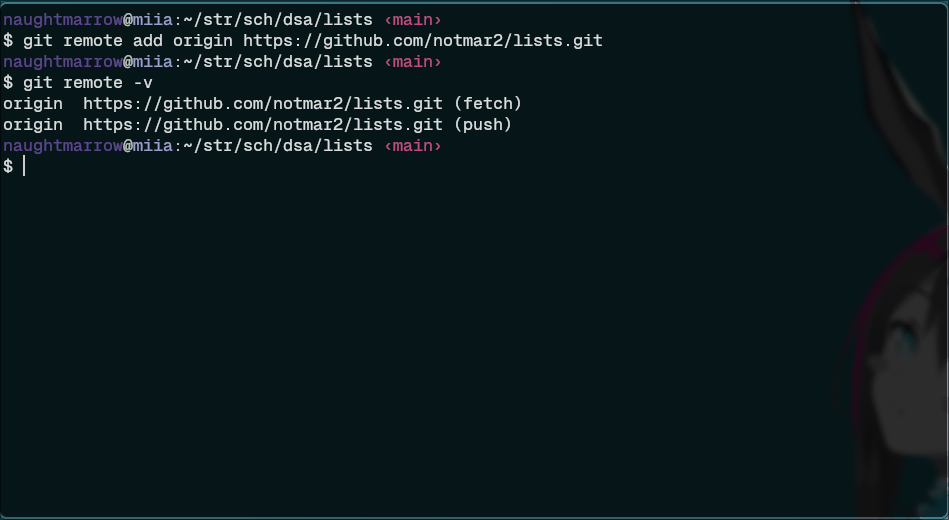 naughtmarrow@miia:~/str/sch/dsa/lists ‹main›
$ git remote add origin https://github.com/notmar2/lists.git
naughtmarrow@miia:~/str/sch/dsa/lists ‹main›
$ git remote -v
origin  https://github.com/notmar2/lists.git (fetch)
origin  https://github.com/notmar2/lists.git (push)
naughtmarrow@miia:~/str/sch/dsa/lists ‹main›
$